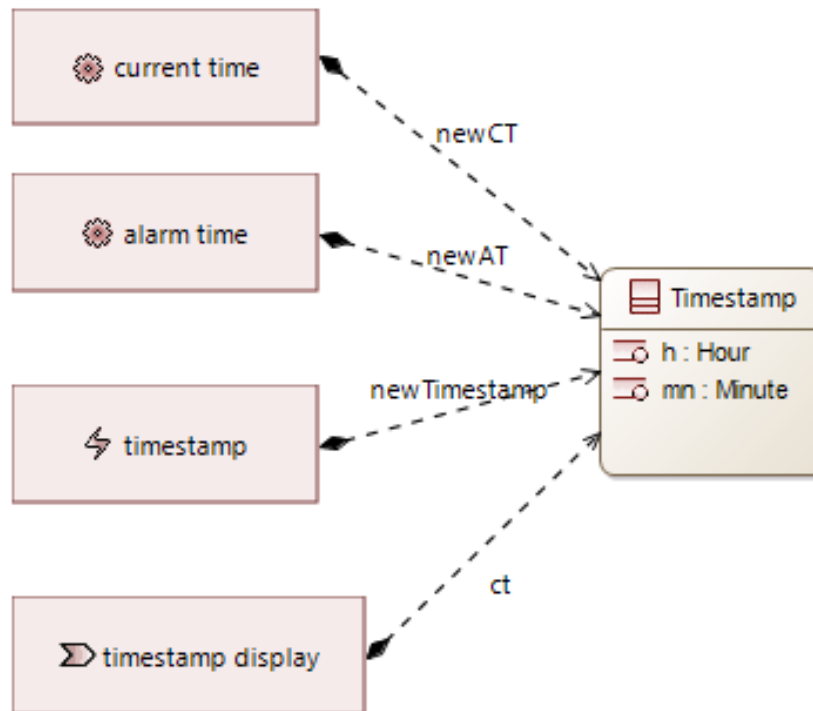 current time
newCT
alarm time
newAT
Timestamp
h : Hour
newTimestamp
mn : Minute
timestamp
ct
timestamp display